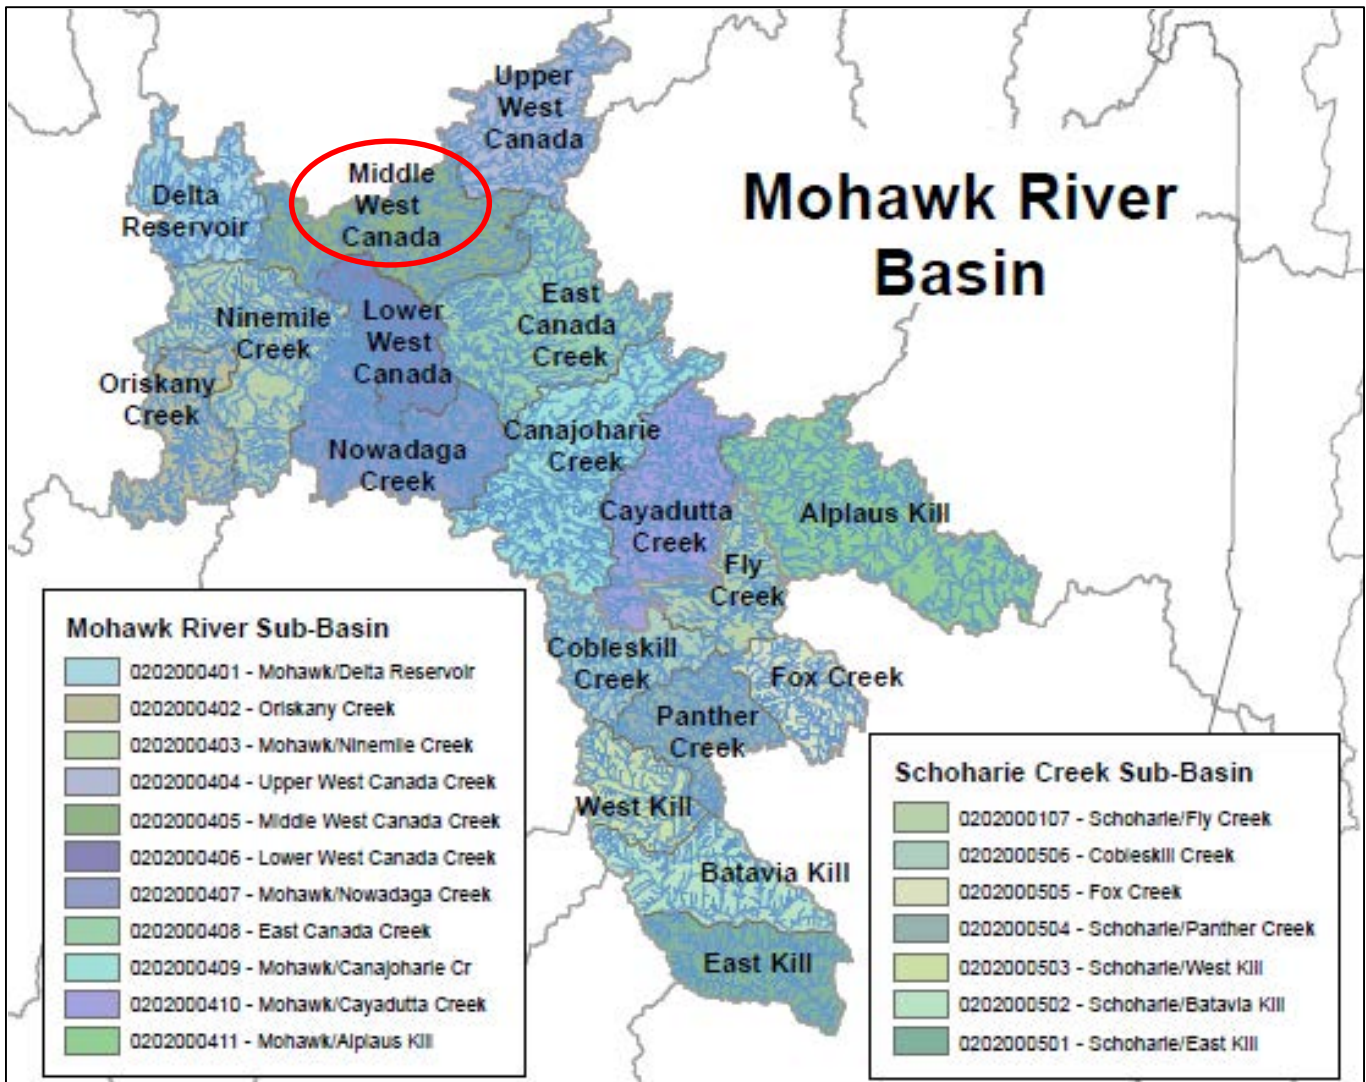 Upper
West
Canada
Middle
West
Canada
Delta
Reservoir
Mohawk River
Basin
East
Canada
Creek
Ninemile
Creek
Lower
West
Canada
Oriskany
Creek
Canajoharie
Creek
Nowadaga
Creek
Cayadutta
Creek
Alplaus Kill
Fly
Creek
Cobleskill
Creek
Fox Creek
Panther
Creek
West Kill
Batavia Kill
East Kill
Mohawk River Sub-Basin
0202000401 - Mohawk/Delta Reservoir
0202000402 - Oriskany Creek
0202000403 - Mohawk/Ninemile Creek
0202000404 - Upper West Canada Creek
0202000405 - Middle West Canada Creek
0202000406 - Lower West Canada Creek
0202000407 - Mohawk/Nowadaga Creek
0202000408 - East Canada Creek
0202000409 - Mohawk/Canajoharie Cr
0202000410 - Mohawk/Cayadutta Creek
0202000411 - Mohawk/Alplaus Kill
Schoharie Creek Sub-Basin
0202000107 - Schoharie/Fly Creek
0202000506 - Cobleskill Creek
0202000505 - Fox Creek
0202000504 - Schoharie/Panther Creek
0202000503 - Schoharie/West Kill
0202000502 - Schoharie/Batavia Kill
0202000501 - Schoharie/East Kill